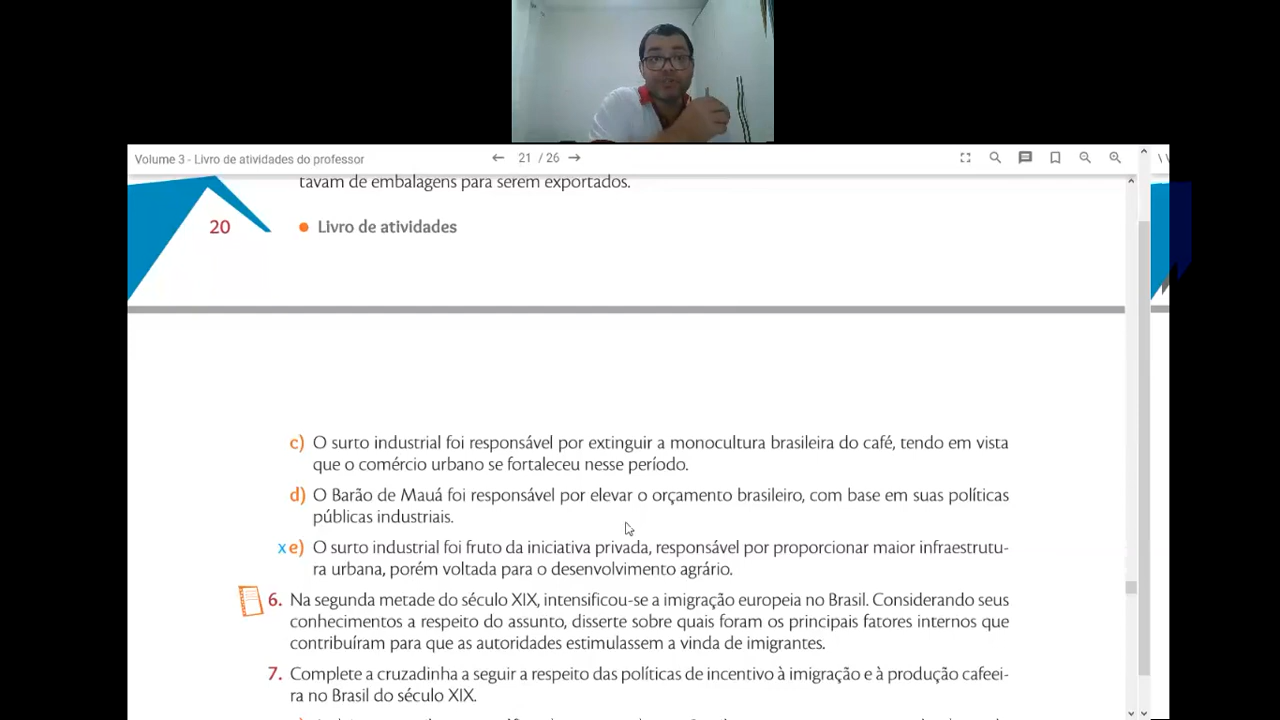 Volume 3 - Livro de atividades do professor
21 / 26
tavam de embalagens para serem exportados.
20
Livro de atividades
c) O surto industrial foi responsável por extinguir a monocultura brasileira do café, tendo em vista
que o comércio urbano se fortaleceu nesse período.
d) O Barão de Mauá foi responsável por elevar o orçamento brasileiro, com base em suas políticas
públicas industriais.
x e) O surto industrial foi fruto da iniciativa privada, responsável por proporcionar maior infraestrutu-
ra urbana, porém voltada para o desenvolvimento agrário.
6. Na segunda metade do século XIX, intensificou-se a imigração europeia no Brasil. Considerando seus
conhecimentos a respeito do assunto, disserte sobre quais foram os principais fatores internos que
contribuíram para que as autoridades estimulassem a vinda de imigrantes.
7. Complete a cruzadinha a seguir a respeito das políticas de incentivo à imigração e à produção cafeei-
ra no Brasil do século XIX.